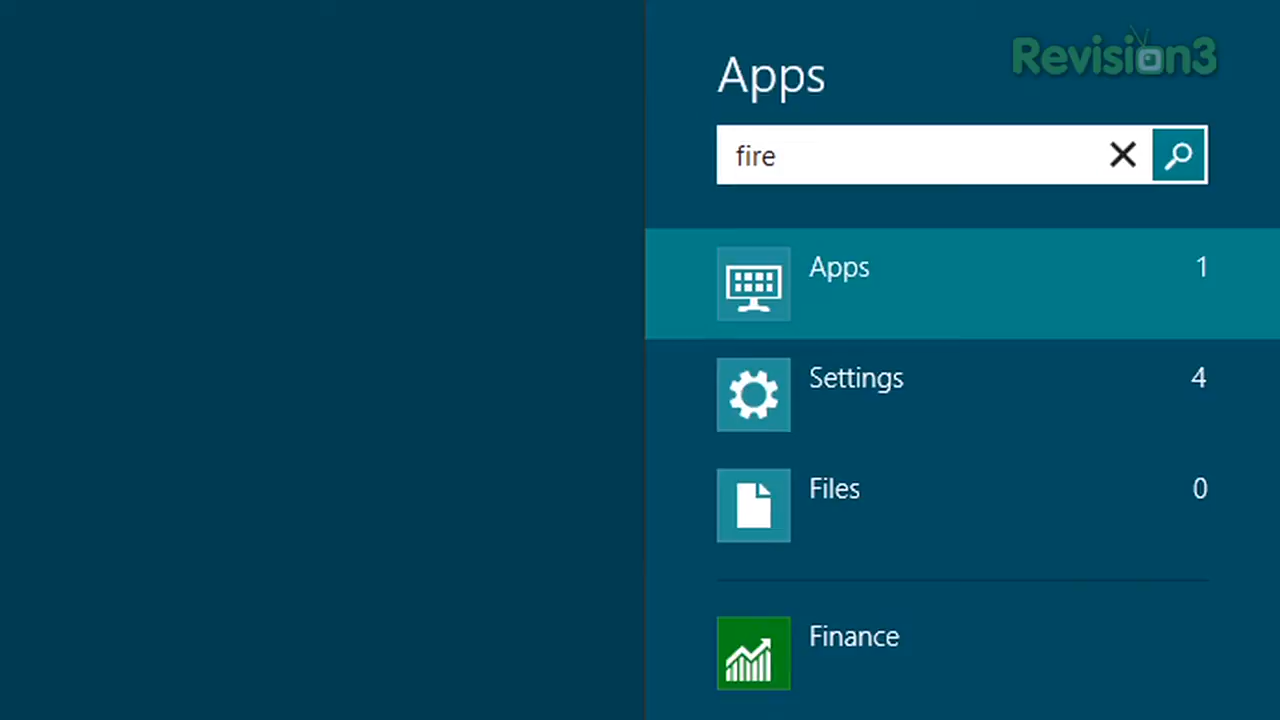 Revision3
Apps
fire
Apps 1
Settings 4
Files 0
Finance